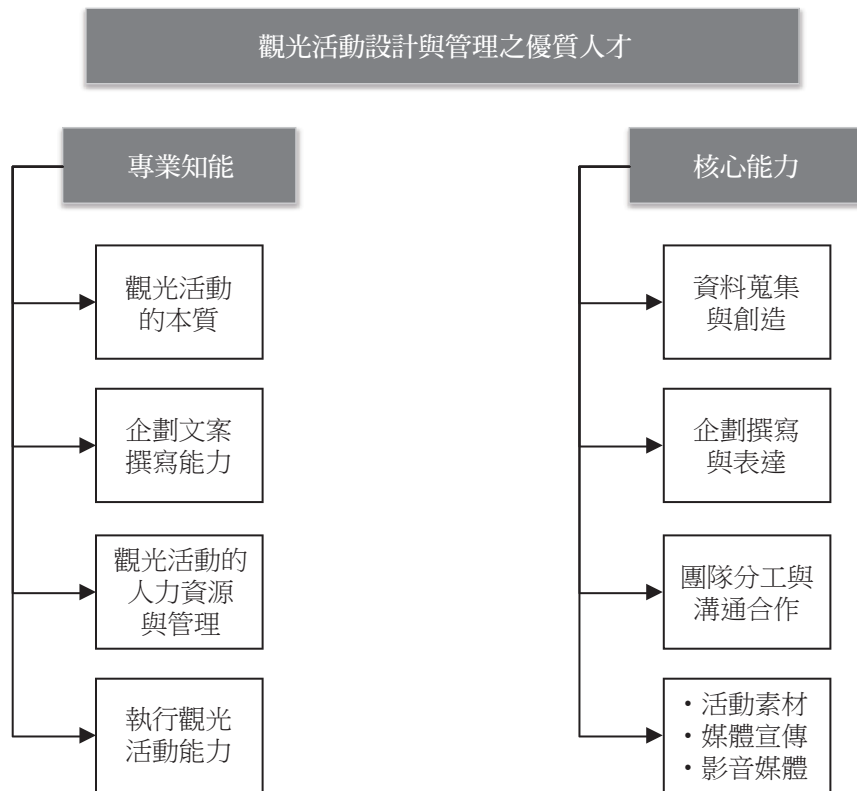 觀光活動設計與管理之優質人才
專業知能
觀光活動
的本質
企劃文案
撰寫能力
觀光活動的
人力資源
與管理
執行觀光
活動能力
核心能力
資料蒐集
與創造
企劃撰寫
與表達
團隊分工與
溝通合作
・活動素材
・媒體宣傳
・影音媒體